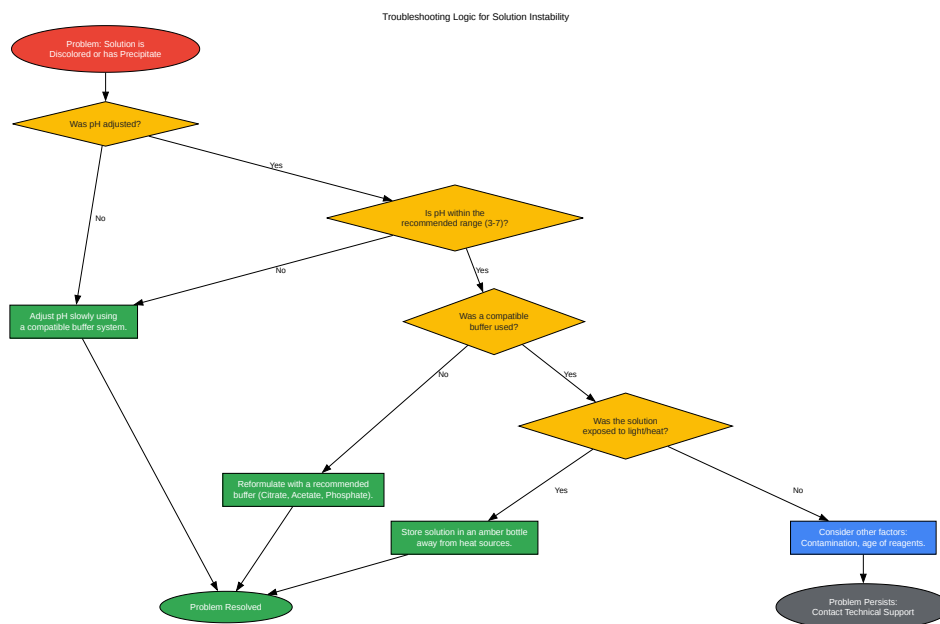 Troubleshooting Logic for Solution Instability
Problem: Solution is
Discolored or has Precipitate
Was pH adjusted?
Yes
No
Is pH within the
recommended range (3-7)?
No
Yes
Adjust pH slowly using
a compatible buffer system.
Was a compatible
buffer used?
No
Yes
Was the solution
exposed to light/heat?
Reformulate with a recommended
buffer (Citrate, Acetate, Phosphate).
Yes
No
Store solution in an amber bottle
away from heat sources.
Consider other factors:
Contamination, age of reagents.
Problem Resolved
Problem Persists:
Contact Technical Support